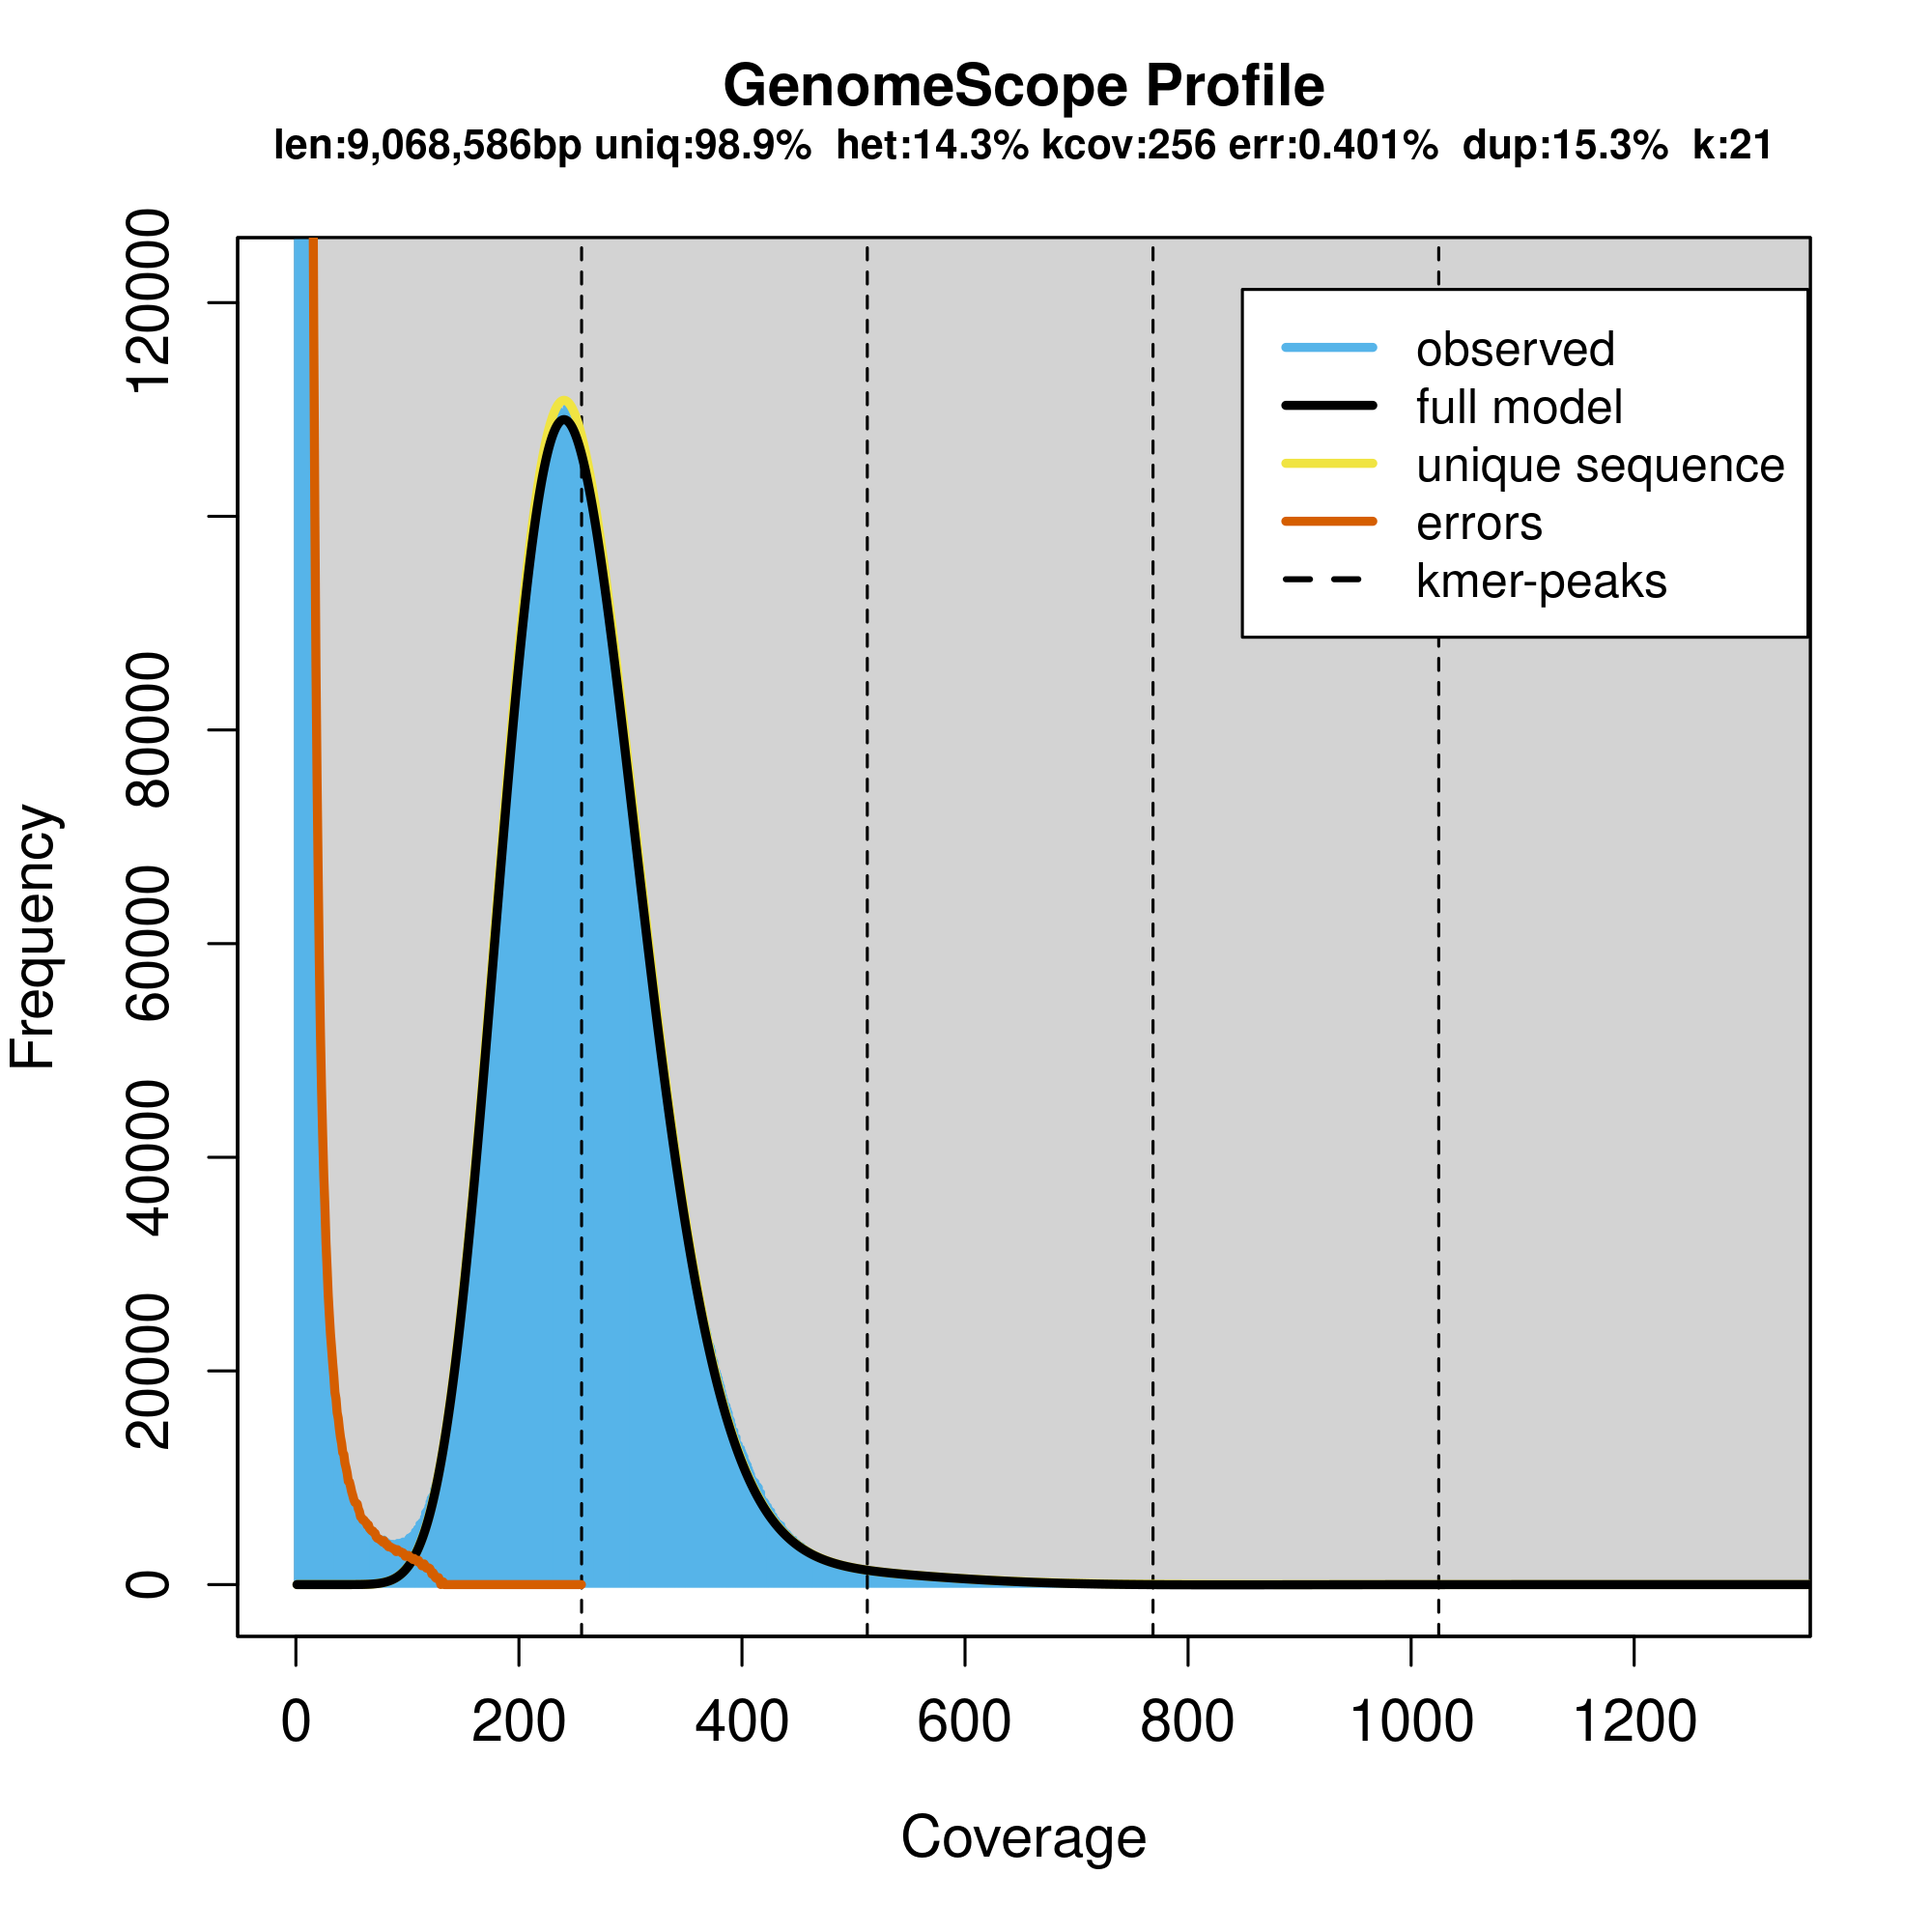 GenomeScope Profile
len:9,068,586bp uniq:98.9% het:14.3% kcov:256 err:0.401% dup:15.3% k:21
observed
full model
unique sequence
errors
kmer-peaks
Frequency
120000
80000
60000
40000
20000
0
0 200 400 600 800 1000 1200
Coverage